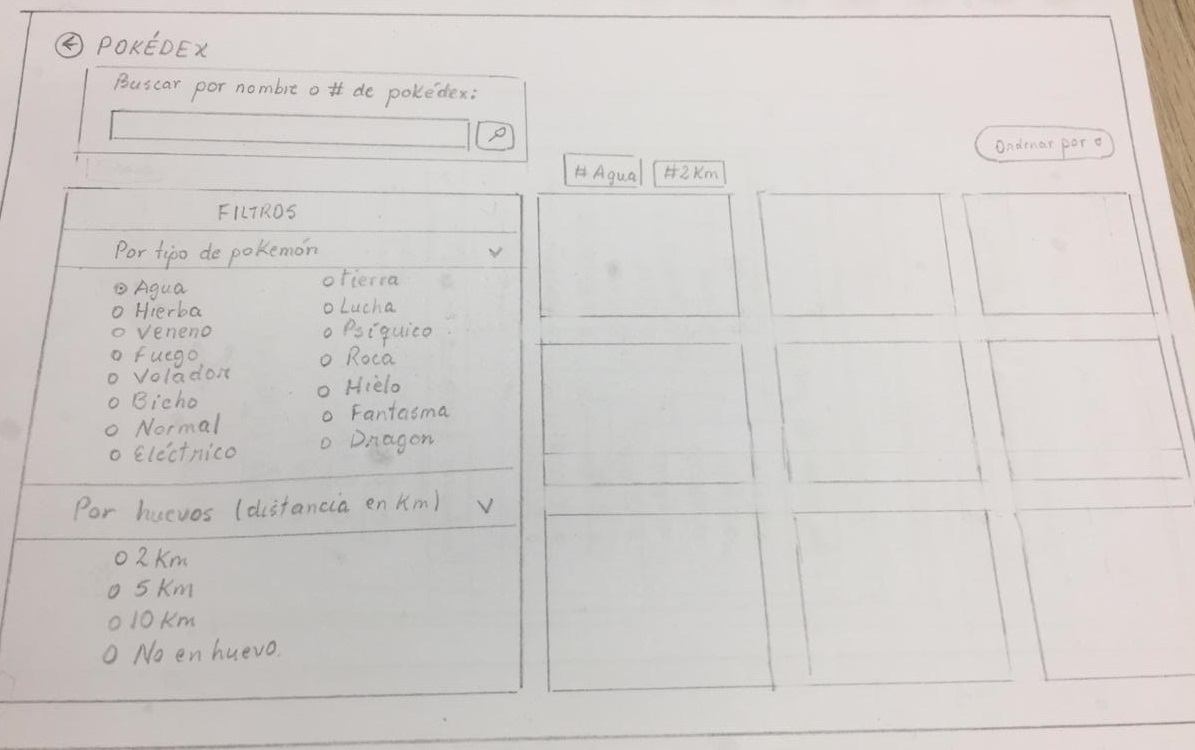 POKÉDEX
Buscar por nombre o # de pokédex:
Ordenar por
#Agua #2Km
FILTROS
Por tipo de pokemón
Agua
Hierba
Veneno
Fuego
Volador
Bicho
Normal
Eléctrico
tierra
Lucha
Psíquico
Roca
Hielo
Fantasma
Dragon
Por huevos (distancia en Km)
2 Km
5 Km
10 Km
No en huevo.